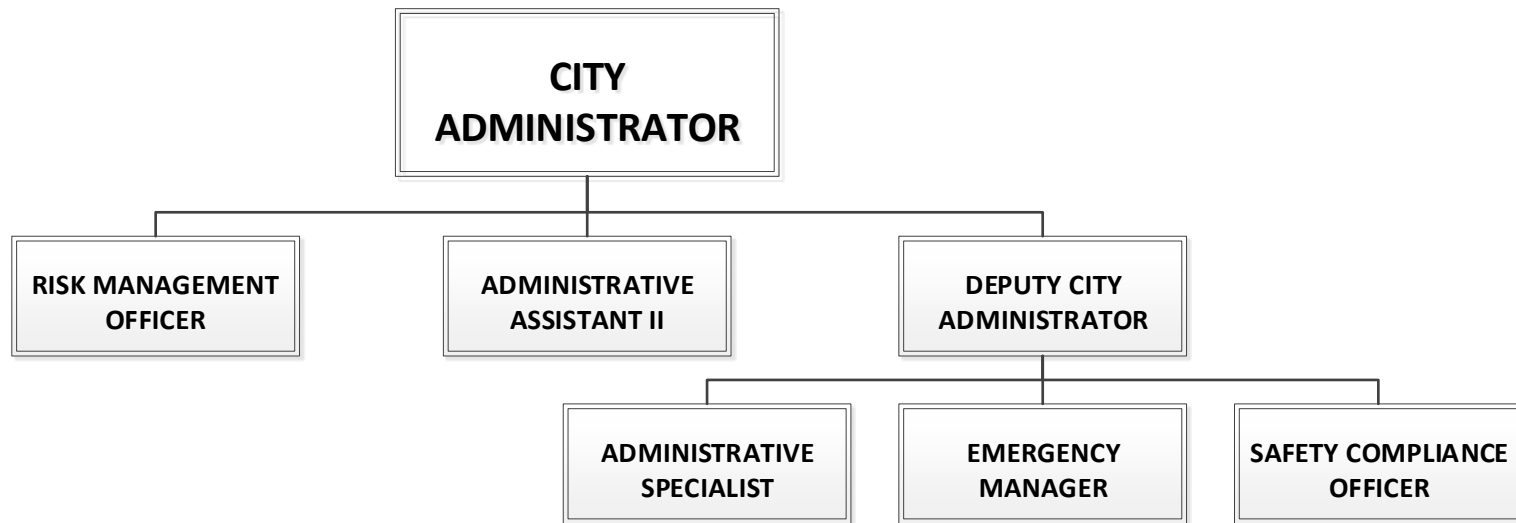 CITY
ADMINISTRATOR
RISK MANAGEMENT
OFFICER
ADMINISTRATIVE
ASSISTANT II
DEPUTY CITY
ADMINISTRATOR
ADMINISTRATIVE
SPECIALIST
EMERGENCY
MANAGER
SAFETY COMPLIANCE
OFFICER